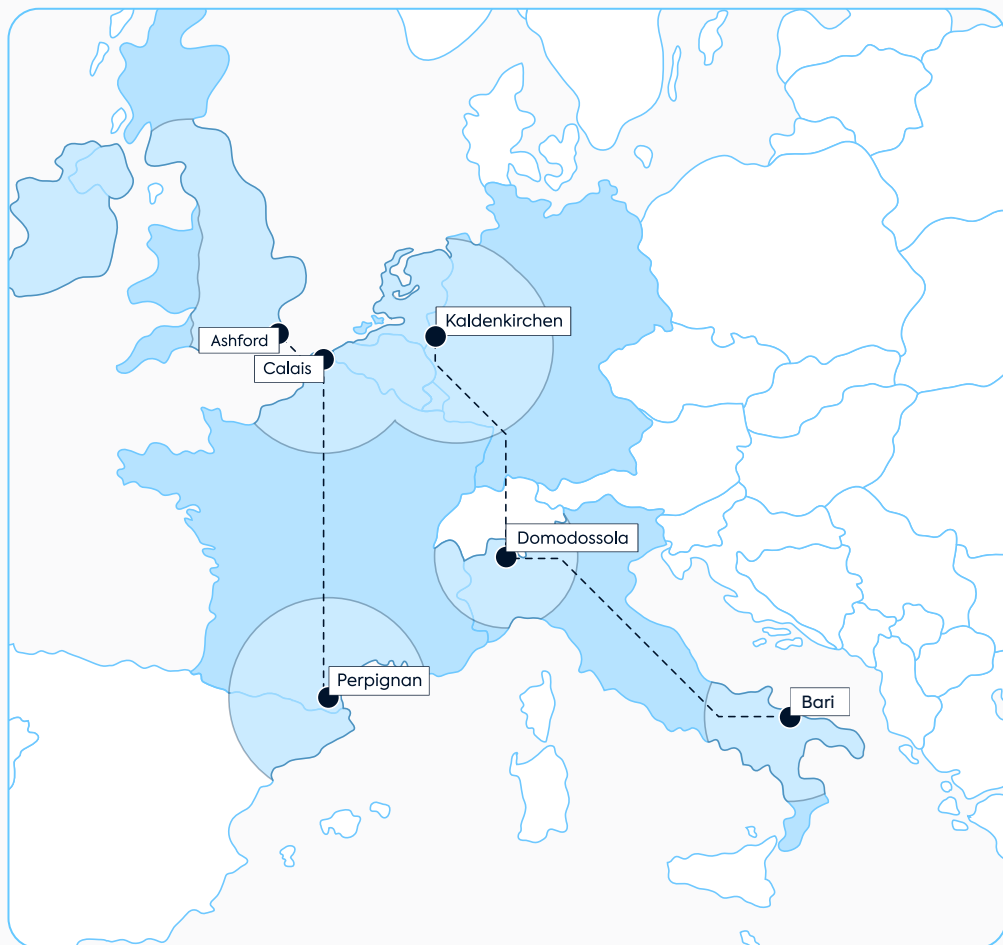 Kaldenkirchen
Ashford
Calais
Domodossola
Perpignan
Bari